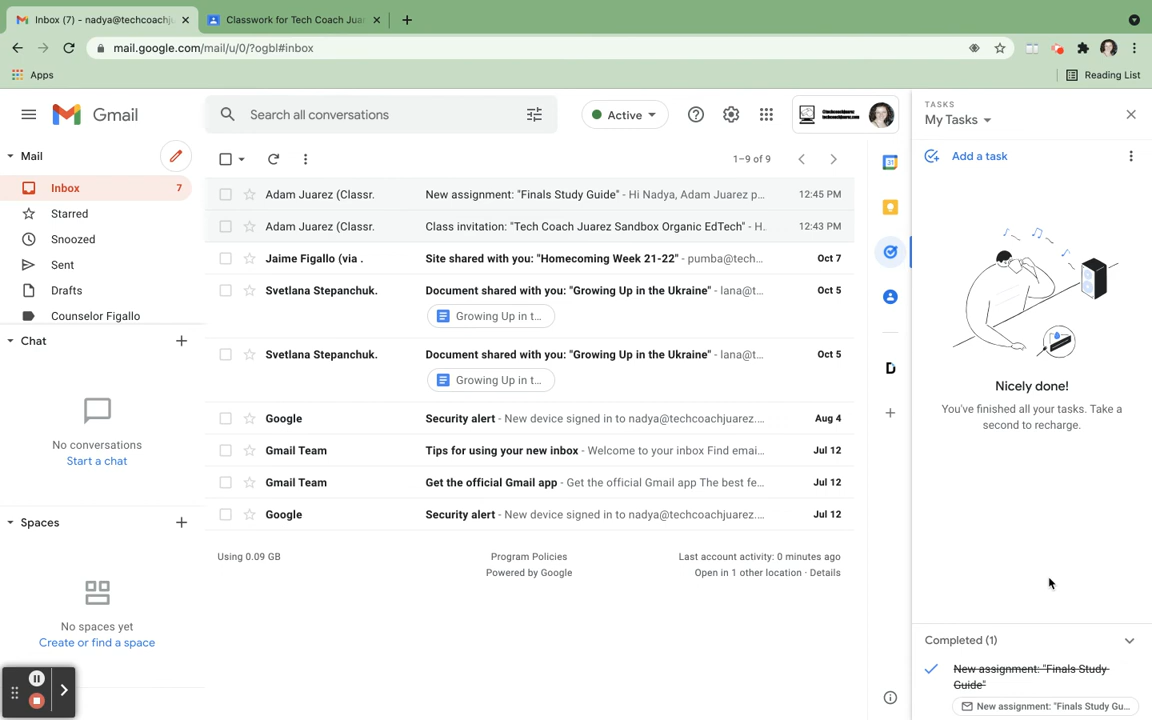 Inbox (7) - nadya@techcoachju
Classwork for Tech Coach Jua
mail.google.com/mail/u/0/?ogbl#inbox
Apps
Reading List
Gmail
Search all conversations
Active
TASKS
My Tasks
Mail
1–9 of 9
Add a task
Inbox 7
Starred
Snoozed
Sent
Drafts
Counselor Figallo
Adam Juarez (Classr. New assignment: "Finals Study Guide" - Hi Nadya, Adam Juarez p... 12:45 PM
Adam Juarez (Classr. Class invitation: "Tech Coach Juarez Sandbox Organic EdTech" - H. 12:43 PM
Jaime Figallo (via . Site shared with you: "Homecoming Week 21-22" - pumba@tech... Oct 7
Svetlana Stepanchuk. Document shared with you: "Growing Up in the Ukraine" - lana@t... Oct 5
Growing Up in t...
Svetlana Stepanchuk. Document shared with you: "Growing Up in the Ukraine" - lana@t... Oct 5
Growing Up in t...
Google Security alert - New device signed in to nadya@techcoachjuarez.... Aug 4
Gmail Team Tips for using your new inbox - Welcome to your inbox Find emai... Jul 12
Gmail Team Get the official Gmail app - Get the official Gmail app The best fe... Jul 12
Google Security alert - New device signed in to nadya@techcoachjuarez.... Jul 12
Using 0.09 GB
Program Policies
Powered by Google
Last account activity: 0 minutes ago
Open in 1 other location · Details
Chat
No conversations
Start a chat
Spaces
No spaces yet
Create or find a space
31
D
Nicely done!
You've finished all your tasks. Take a
second to recharge.
Completed (1)
New assignment: "Finals Study
Guide"
New assignment: "Finals Study Gu...